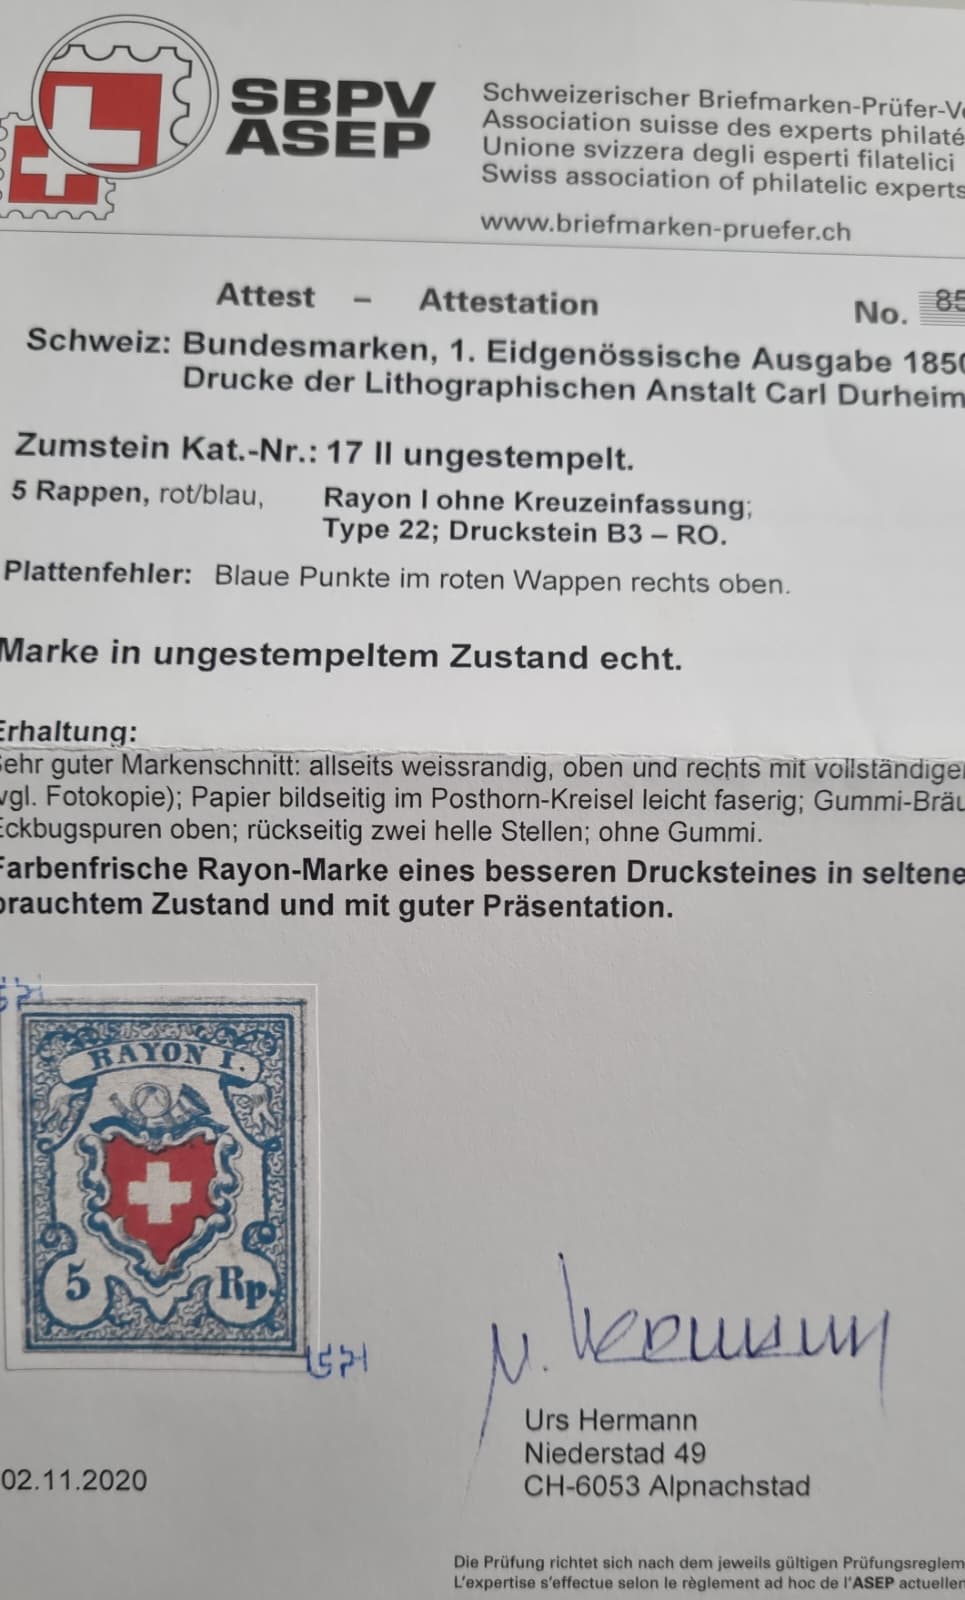 SBPV
ASEP
Schweizerischer Briefmarken-Prüfer-Ve
Association suisse des experts philaté
Unione svizzera degli esperti filatelici
Swiss association of philatelic experts
www.briefmarken-pruefer.ch
Attest – Attestation No. 85
Schweiz: Bundesmarken, 1. Eidgenössische Ausgabe 1850
Drucke der Lithographischen Anstalt Carl Durheim
Zumstein Kat.-Nr.: 17 II ungestempelt.
5 Rappen, rot/blau, Rayon I ohne Kreuzeinfassung;
Type 22; Druckstein B3 – RO.
Plattenfehler: Blaue Punkte im roten Wappen rechts oben.
Marke in ungestempeltem Zustand echt.
Erhaltung:
Sehr guter Markenschnitt: allseits weissrandig, oben und rechts mit vollständiger
vgl. Fotokopie); Papier bildseitig im Posthorn-Kreisel leicht faserig; Gummi-Bräu
Eckbugspuren oben; rückseitig zwei helle Stellen; ohne Gummi.
Farbenfrische Rayon-Marke eines besseren Drucksteines in seltene
brauchtem Zustand und mit guter Präsentation.
RAYON I.
5 Rp.
Urs Hermann
Niederstad 49
CH-6053 Alpnachstad
02.11.2020
Die Prüfung richtet sich nach dem jeweils gültigen Prüfungsreglem
L'expertise s'effectue selon le règlement ad hoc de l'ASEP actuellem